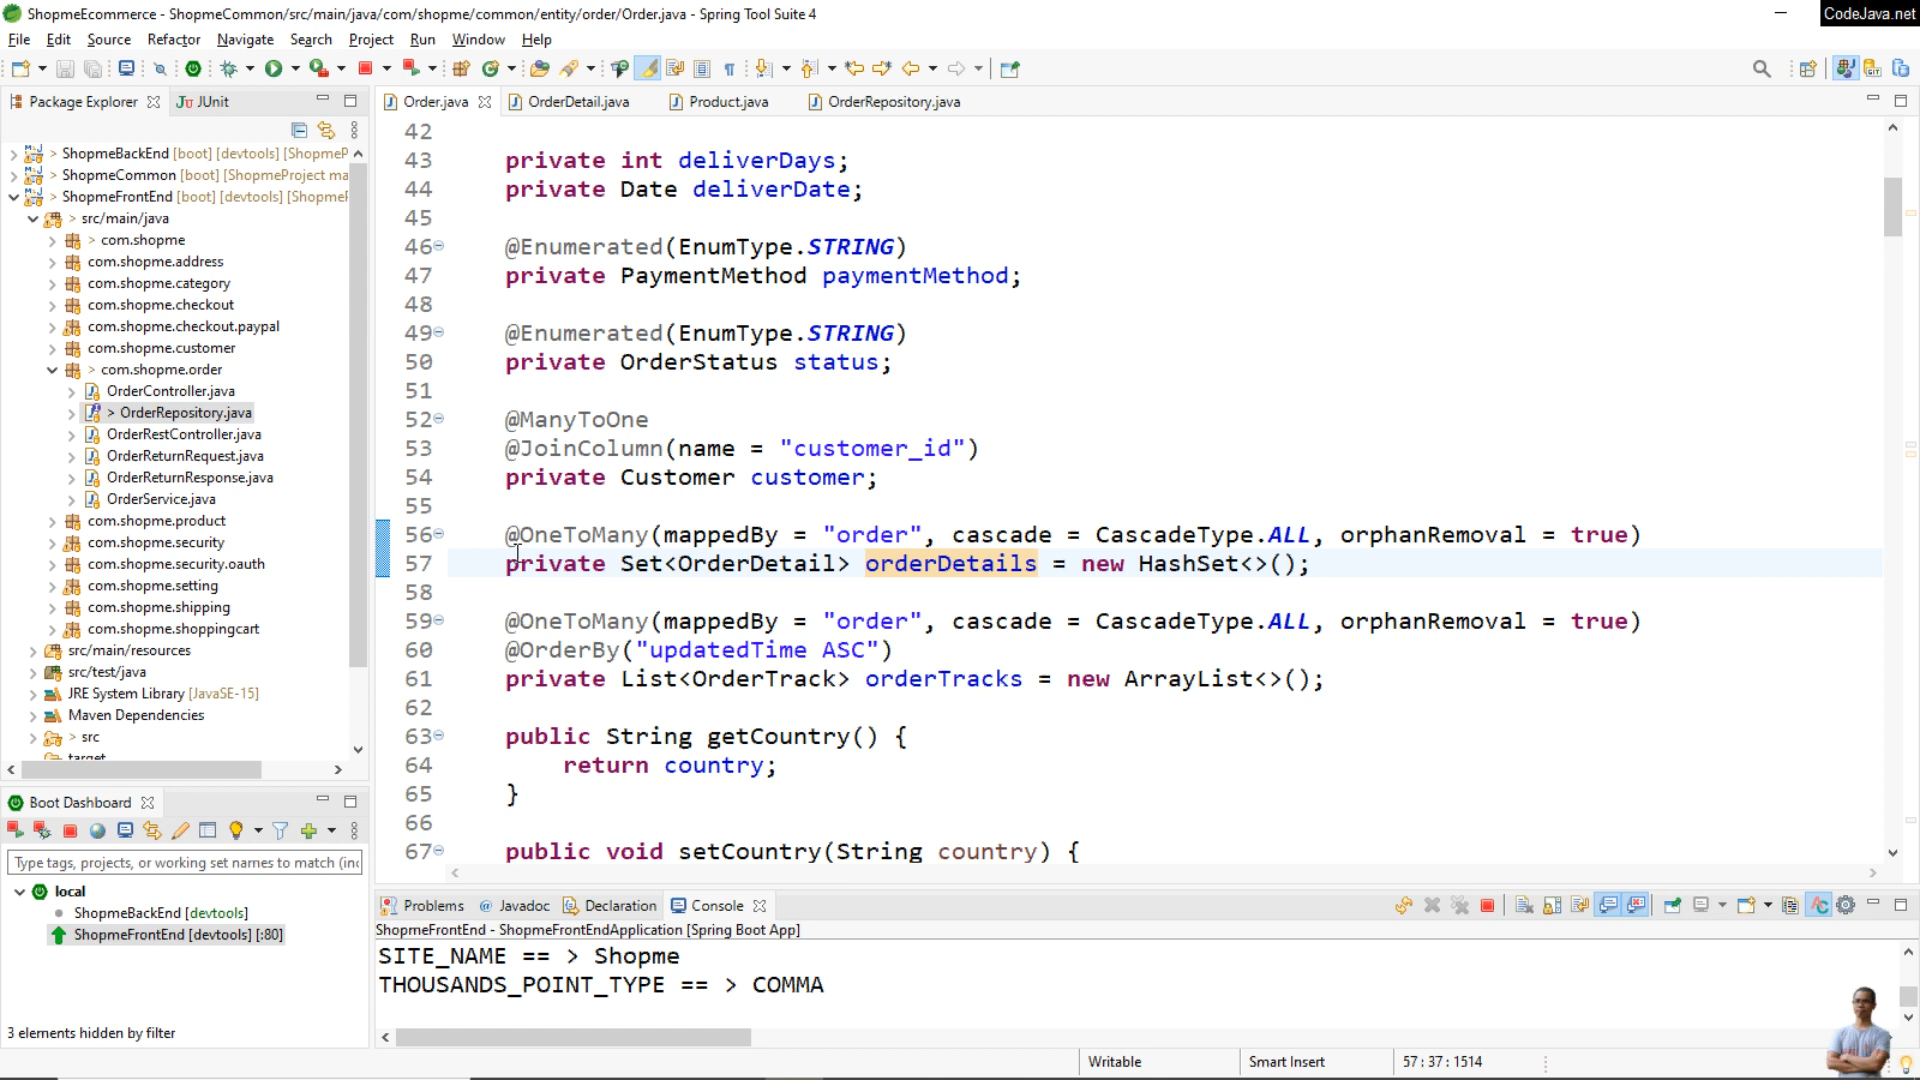 ShopmeEcommerce - ShopmeCommon/src/main/java/com/shopme/common/entity/order/Order.java - Spring Tool Suite 4
CodeJava.net
File Edit Source Refactor Navigate Search Project Run Window Help
Package Explorer JUnit
Order.java OrderDetail.java Product.java OrderRepository.java
> ShopmeBackEnd [boot] [devtools] [ShopmeP
> ShopmeCommon [boot] [ShopmeProject ma
> ShopmeFrontEnd [boot] [devtools] [Shopme
> src/main/java
> com.shopme
com.shopme.address
com.shopme.category
com.shopme.checkout
com.shopme.checkout.paypal
com.shopme.customer
> com.shopme.order
OrderController.java
> OrderRepository.java
OrderRestController.java
OrderReturnRequest.java
OrderReturnResponse.java
OrderService.java
com.shopme.product
com.shopme.security
com.shopme.security.oauth
com.shopme.setting
com.shopme.shipping
com.shopme.shoppingcart
src/main/resources
src/test/java
JRE System Library [JavaSE-15]
Maven Dependencies
> src
target
42
43 private int deliverDays;
44 private Date deliverDate;
45
46 @Enumerated(EnumType.STRING)
47 private PaymentMethod paymentMethod;
48
49 @Enumerated(EnumType.STRING)
50 private OrderStatus status;
51
52 @ManyToOne
53 @JoinColumn(name = "customer_id")
54 private Customer customer;
55
56 @OneToMany(mappedBy = "order", cascade = CascadeType.ALL, orphanRemoval = true)
57 private Set<OrderDetail> orderDetails = new HashSet<>();
58
59 @OneToMany(mappedBy = "order", cascade = CascadeType.ALL, orphanRemoval = true)
60 @OrderBy("updatedTime ASC")
61 private List<OrderTrack> orderTracks = new ArrayList<>();
62
63 public String getCountry() {
64 return country;
65 }
66
67 public void setCountry(String country) {
Boot Dashboard
Type tags, projects, or working set names to match (inc
local
ShopmeBackEnd [devtools]
ShopmeFrontEnd [devtools] [:80]
3 elements hidden by filter
Problems Javadoc Declaration Console
ShopmeFrontEnd - ShopmeFrontEndApplication [Spring Boot App]
SITE_NAME == > Shopme
THOUSANDS_POINT_TYPE == > COMMA
Writable Smart Insert 57 : 37 : 1514